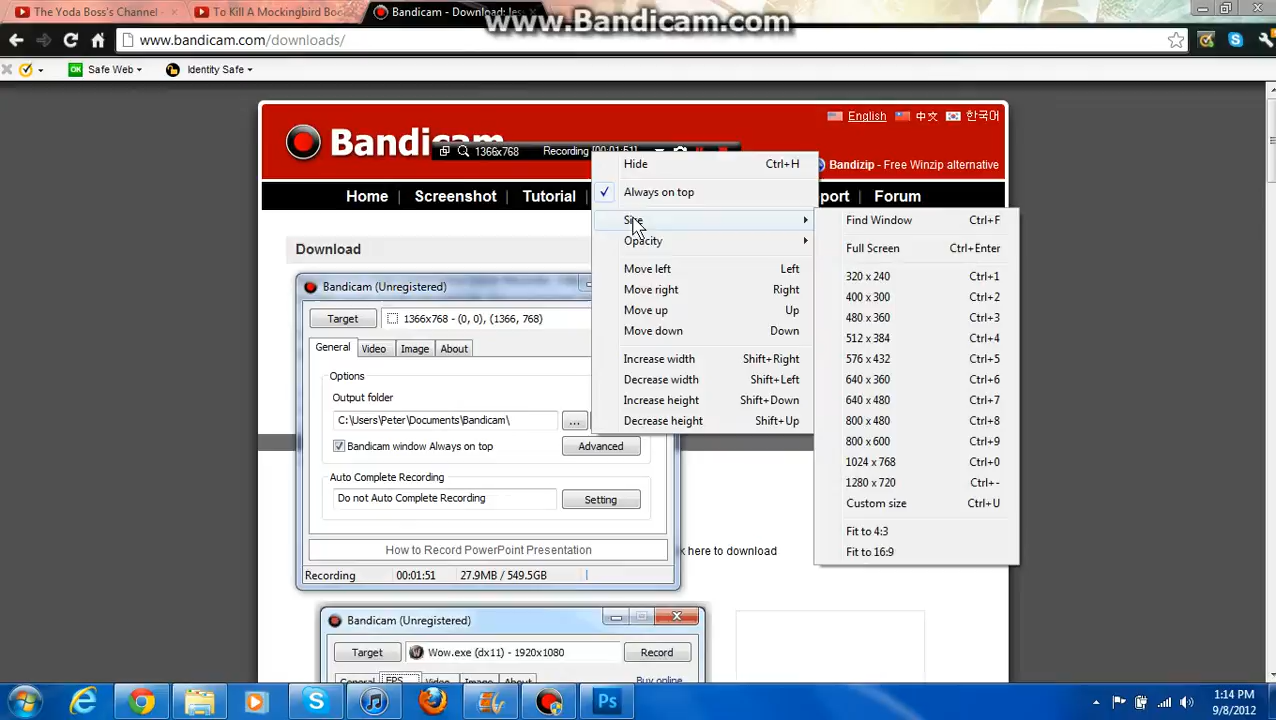 The Yoda Boss's Channel
To Kill A Mockingbird Boo
Bandicam - Download: les
www.Bandicam.com
www.bandicam.com/downloads/
OK Safe Web
Identity Safe
English 中文 한국어
Bandicam
1366x768 Recording [00:01:51]
Bandizip - Free Winzip alternative
Home Screenshot Tutorial port Forum
Hide Ctrl+H
Always on top
Size
Opacity
Move left Left
Move right Right
Move up Up
Move down Down
Increase width Shift+Right
Decrease width Shift+Left
Increase height Shift+Down
Decrease height Shift+Up
Find Window Ctrl+F
Full Screen Ctrl+Enter
320 x 240 Ctrl+1
400 x 300 Ctrl+2
480 x 360 Ctrl+3
512 x 384 Ctrl+4
576 x 432 Ctrl+5
640 x 360 Ctrl+6
640 x 480 Ctrl+7
800 x 480 Ctrl+8
800 x 600 Ctrl+9
1024 x 768 Ctrl+0
1280 x 720 Ctrl+-
Custom size Ctrl+U
Fit to 4:3
Fit to 16:9
Download
Bandicam (Unregistered)
Target 1366x768 - (0, 0), (1366, 768)
General Video Image About
Options
Output folder
C:\Users\Peter\Documents\Bandicam\ ...
Bandicam window Always on top Advanced
Auto Complete Recording
Do not Auto Complete Recording Setting
How to Record PowerPoint Presentation
k here to download
Recording 00:01:51 27.9MB / 549.5GB
Bandicam (Unregistered)
Target Wow.exe (dx11) - 1920x1080 Record
General FPS Video Image About Buy online
Ps
1:14 PM
9/8/2012